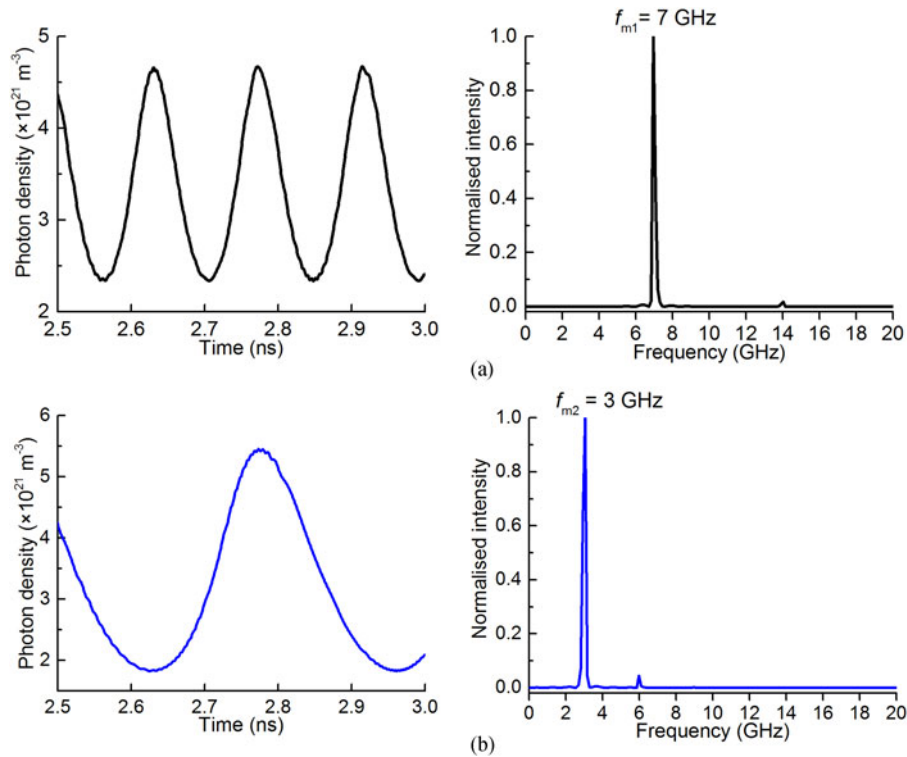 f_m1 = 7 GHz
Photon density (×10^21 m^-3)
5
4
3
2
2.5 2.6 2.7 2.8 2.9 3.0
Time (ns)
Normalised intensity
1.0
0.8
0.6
0.4
0.2
0.0
0 2 4 6 8 10 12 14 16 18 20
Frequency (GHz)
(a)
f_m2 = 3 GHz
Photon density (×10^21 m^-3)
6
5
4
3
2
2.5 2.6 2.7 2.8 2.9 3.0
Time (ns)
Normalised intensity
1.0
0.8
0.6
0.4
0.2
0.0
0 2 4 6 8 10 12 14 16 18 20
Frequency (GHz)
(b)